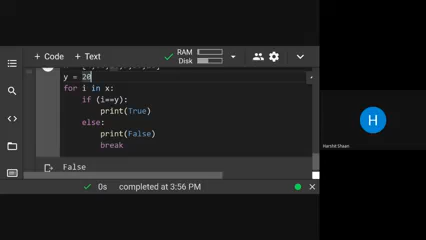 + Code + Text
RAM
Disk
y = 20
for i in x:
if (i==y):
print(True)
else:
print(False)
break
False
0s completed at 3:56 PM
H
Harshit Shaan